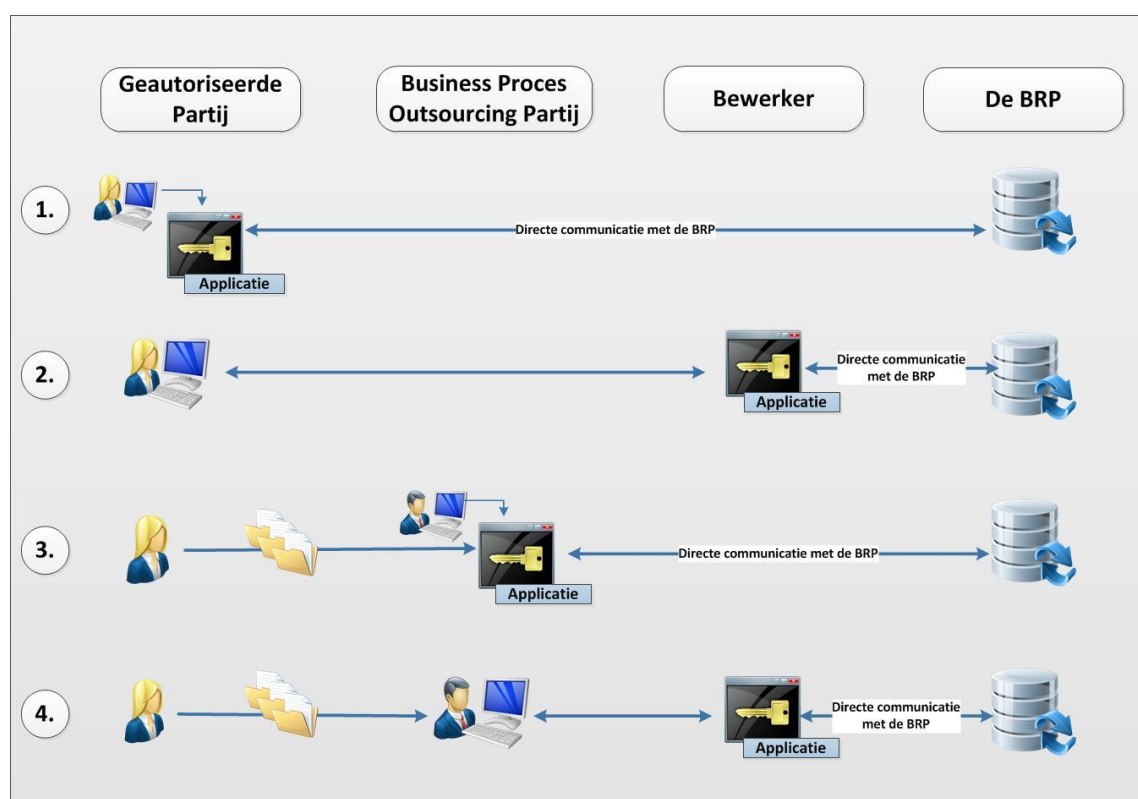 Geautoriseerde
Partij
Business Proces
Outsourcing Partij
Bewerker
De BRP
1.
Directe communicatie met de BRP
Applicatie
2.
Directe communicatie
met de BRP
Applicatie
3.
Directe communicatie met de BRP
Applicatie
4.
Directe communicatie
met de BRP
Applicatie